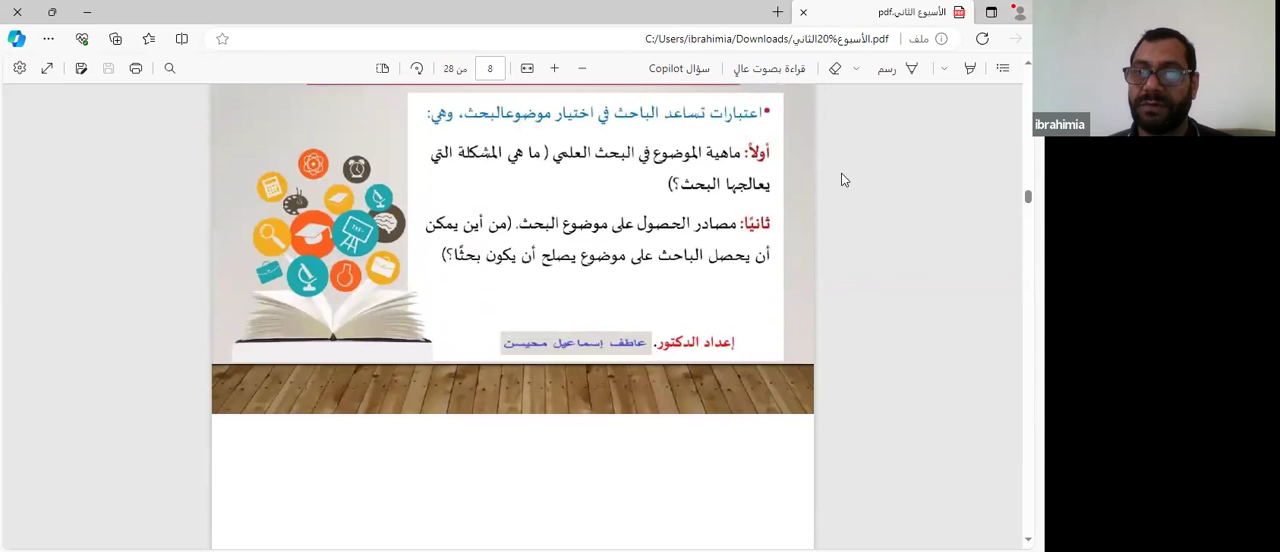 الأسبوع الثاني.pdf
ملف
C:/Users/ibrahimia/Downloads/الأسبوع%20الثاني.pdf
رسم
قراءة بصوت عالٍ
سؤال Copilot
8
من 28
• اعتبارات تساعد الباحث في اختيار موضوعالبحث، وهي:
أولاً: ماهية الموضوع في البحث العلمي ( ما هي المشكلة التي
يعالجها البحث؟)
ثانيًا: مصادر الحصول على موضوع البحث. (من أين يمكن
أن يحصل الباحث على موضوع يصلح أن يكون بحثًا؟)
إعداد الدكتور. عاطف إسماعيل محيسن
ibrahimia